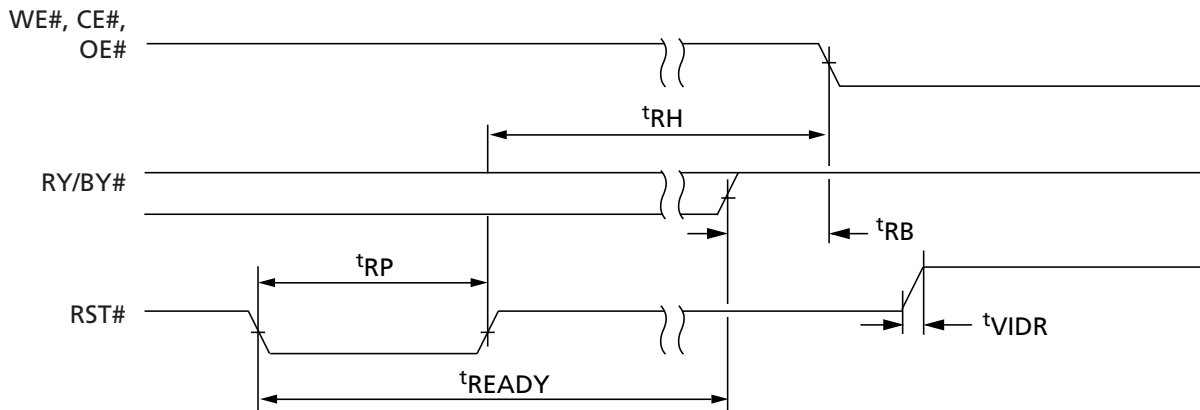 WE#, CE#,
OE#
tRH
RY/BY#
tRB
tRP
RST#
tVIDR
tREADY